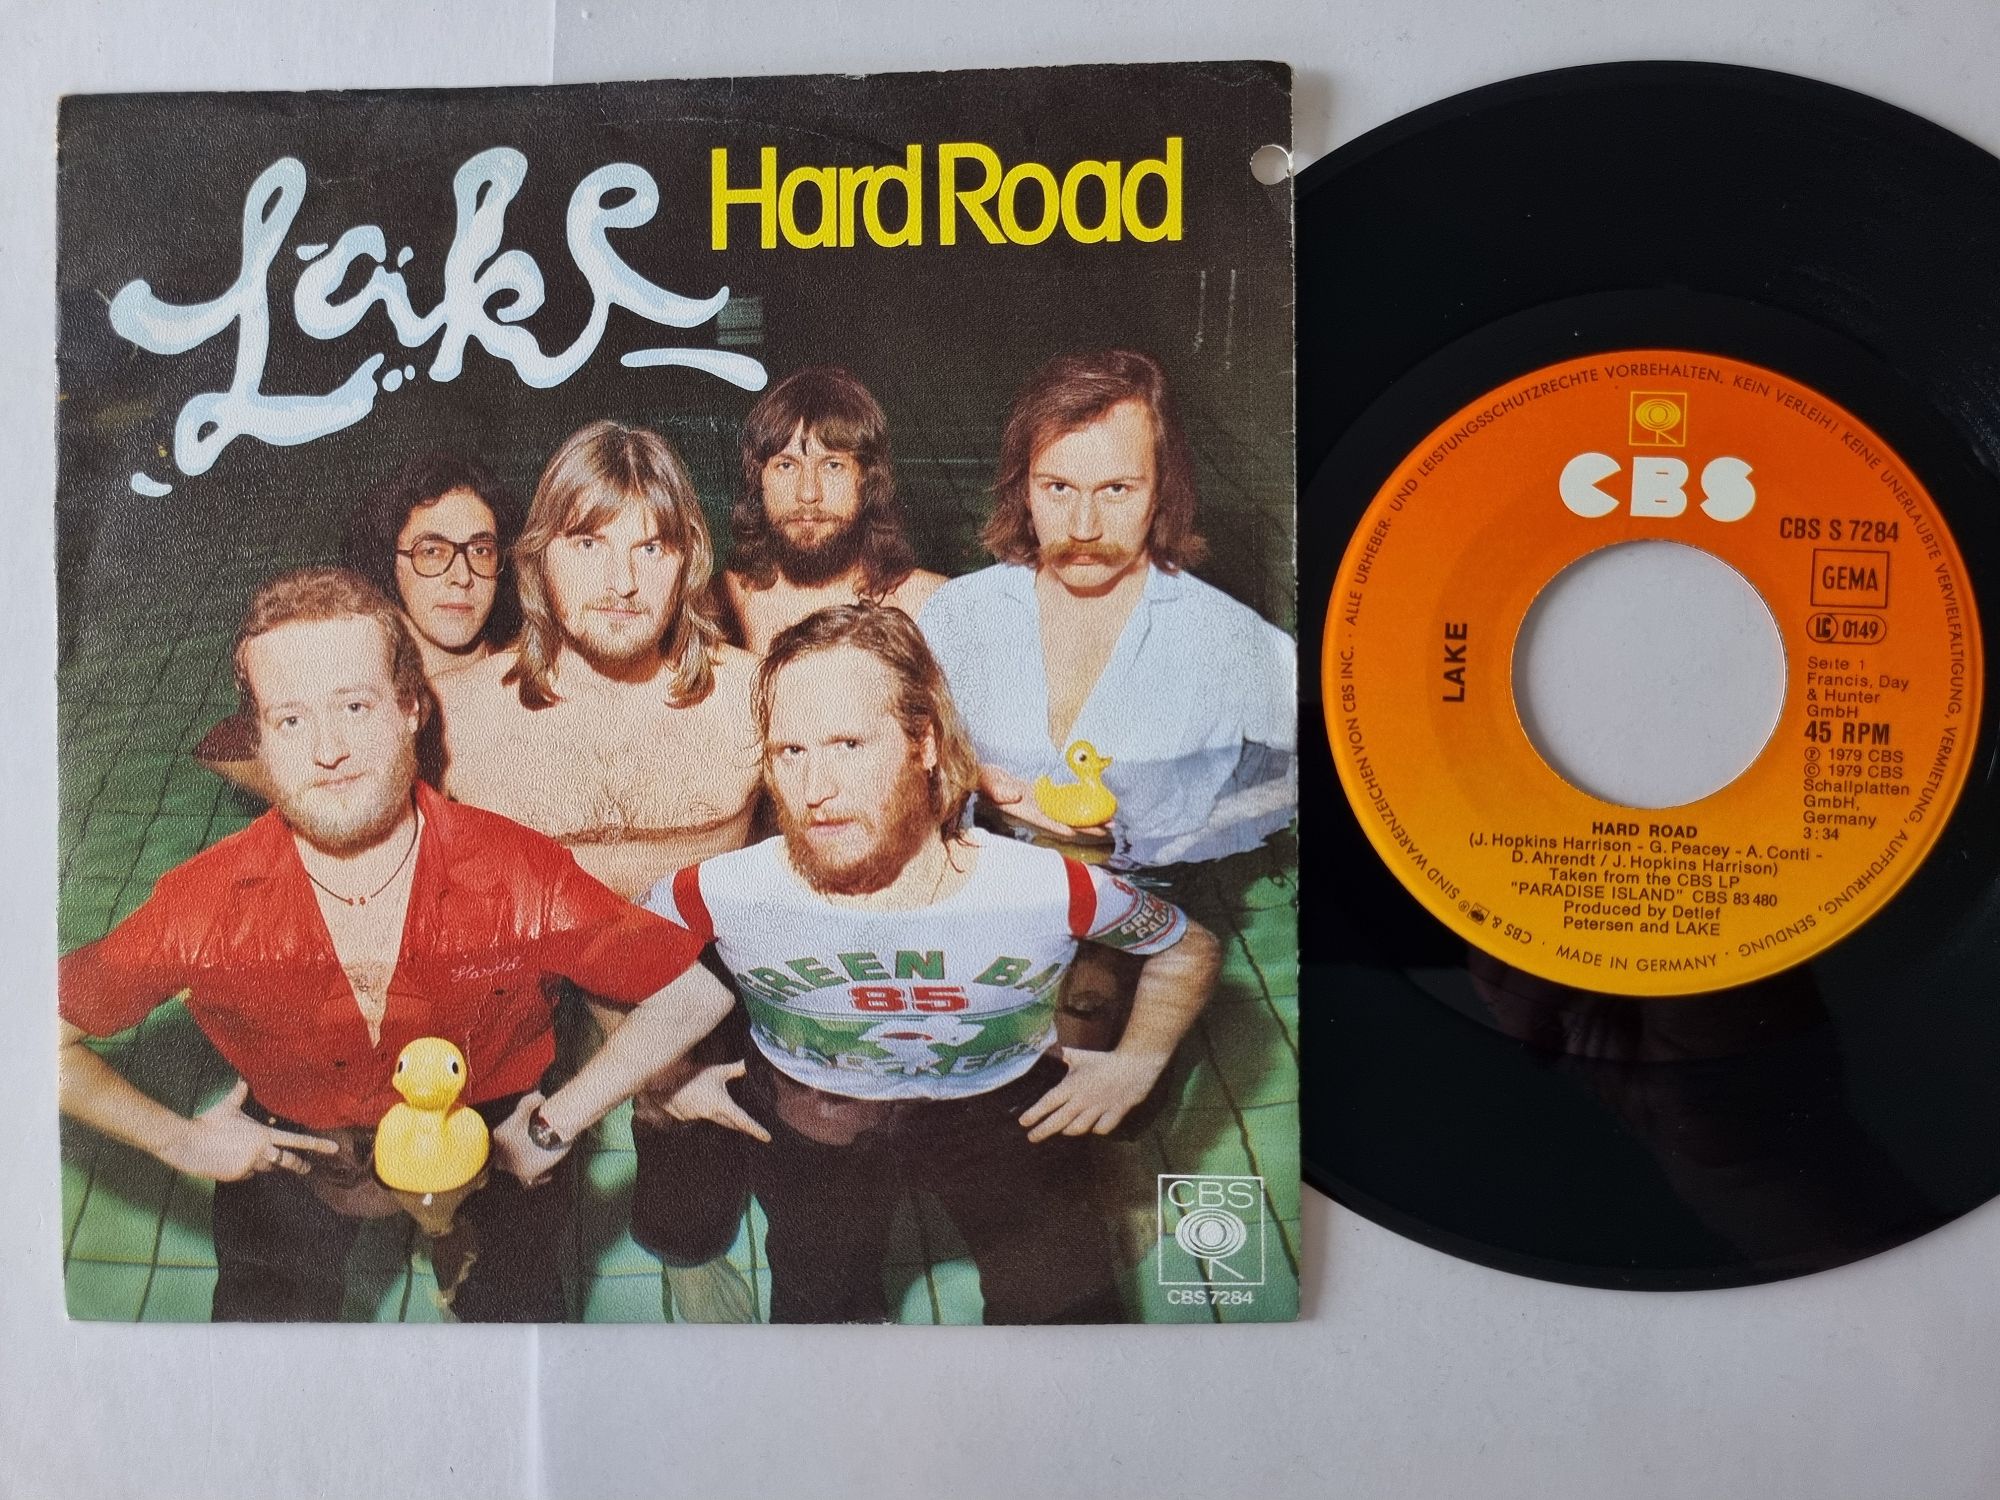 Lake
Hard Road
Harold
GREEN BA
85
CBS
CBS 7284
ALLE URHEBER- UND LEISTUNGSSCHUTZRECHTE VORBEHALTEN. KEIN VERLEIH! KEINE UNERLAUBTE VERVIELFÄLTIGUNG, VERMIETUNG, AUFFÜHRUNG, SENDUNG · MADE IN GERMANY · CBS & ® SIND WARENZEICHEN VON CBS INC. ·
CBS
CBS S 7284
GEMA
LC 0149
LAKE
Seite 1
Francis, Day
& Hunter
GmbH
45 RPM
℗ 1979 CBS
© 1979 CBS
Schallplatten
GmbH,
Germany
3:34
HARD ROAD
(J. Hopkins Harrison - G. Peacey - A. Conti -
D. Ahrendt / J. Hopkins Harrison)
Taken from the CBS LP
"PARADISE ISLAND" CBS 83 480
Produced by Detlef
Petersen and LAKE